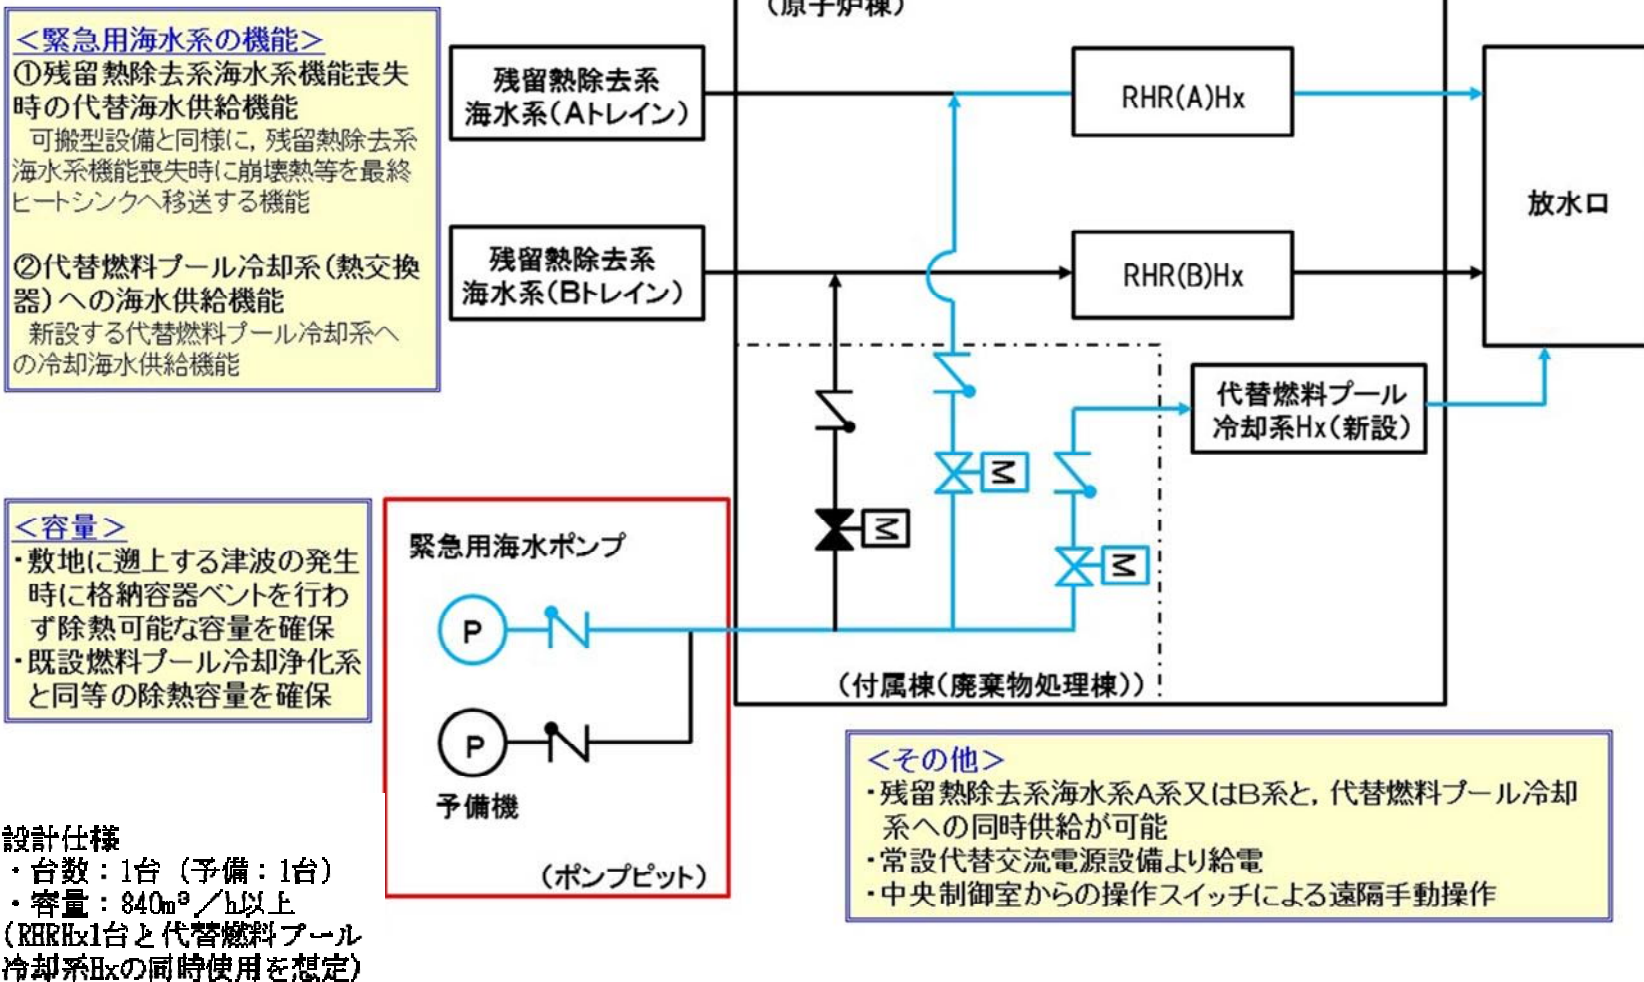 (原子炉棟)
＜緊急用海水系の機能＞
①残留熱除去系海水系機能喪失
時の代替海水供給機能
可搬型設備と同様に，残留熱除去系
海水系機能喪失時に崩壊熱等を最終
ヒートシンクへ移送する機能
②代替燃料プール冷却系(熱交換
器)への海水供給機能
新設する代替燃料プール冷却系へ
の冷却海水供給機能
残留熱除去系
海水系(Aトレイン)
RHR(A)Hx
残留熱除去系
海水系(Bトレイン)
RHR(B)Hx
放水口
代替燃料プール
冷却系Hx(新設)
M
M
M
＜容量＞
・敷地に遡上する津波の発生
時に格納容器ベントを行わ
ず除熱可能な容量を確保
・既設燃料プール冷却浄化系
と同等の除熱容量を確保
緊急用海水ポンプ
P
P
予備機
(ポンプピット)
(付属棟(廃棄物処理棟))
＜その他＞
・残留熱除去系海水系A系又はB系と，代替燃料プール冷却
系への同時供給が可能
・常設代替交流電源設備より給電
・中央制御室からの操作スイッチによる遠隔手動操作
設計仕様
・台数：1台（予備：1台）
・容量：840m³／h以上
(RHRHx1台と代替燃料プール
冷却系Hxの同時使用を想定)